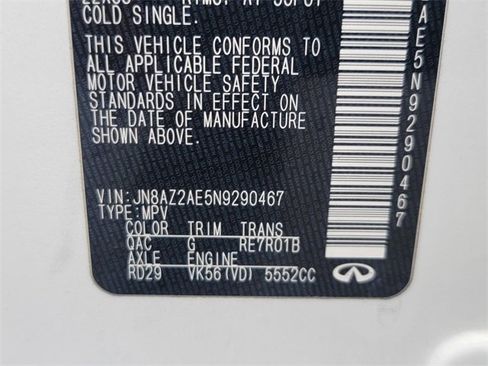 COLD SINGLE.
THIS VEHICLE CONFORMS TO
ALL APPLICABLE FEDERAL
MOTOR VEHICLE SAFETY
STANDARDS IN EFFECT ON
THE DATE OF MANUFACTURE
SHOWN ABOVE.
VIN:JN8AZ2AE5N9290467
TYPE:MPV
COLOR TRIM TRANS
QAC G RE7R01B
AXLE ENGINE
RD29 VK56(VD) 5552CC
AE5N9290467